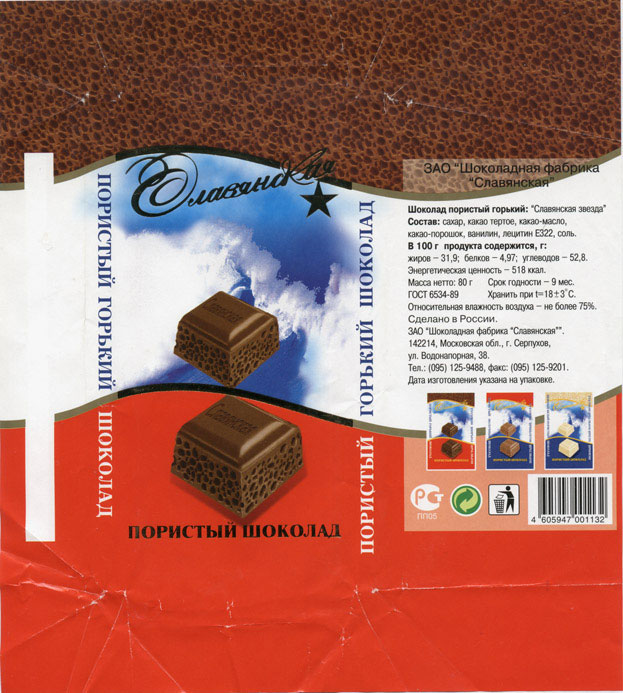 Славянская
ПОРИСТЫЙ ГОРЬКИЙ ШОКОЛАД
ПОРИСТЫЙ ГОРЬКИЙ ШОКОЛАД
ПОРИСТЫЙ ШОКОЛАД
ЗАО "Шоколадная фабрика
"Славянская"
Шоколад пористый горький: "Славянская звезда"
Состав: сахар, какао тертое, какао-масло,
какао-порошок, ванилин, лецитин Е322, соль.
В 100 г продукта содержится, г:
жиров – 31,9; белков – 4,97; углеводов – 52,8.
Энергетическая ценность – 518 ккал.
Масса нетто: 80 г Срок годности – 9 мес.
ГОСТ 6534-89 Хранить при t=18±3°С.
Относительная влажность воздуха – не более 75%.
Сделано в России.
ЗАО "Шоколадная фабрика "Славянская"".
142214, Московская обл., г. Серпухов,
ул. Водонапорная, 38.
Тел.: (095) 125-9488, факс: (095) 125-9201.
Дата изготовления указана на упаковке.
РСТ
ПП05
4 605947 001132